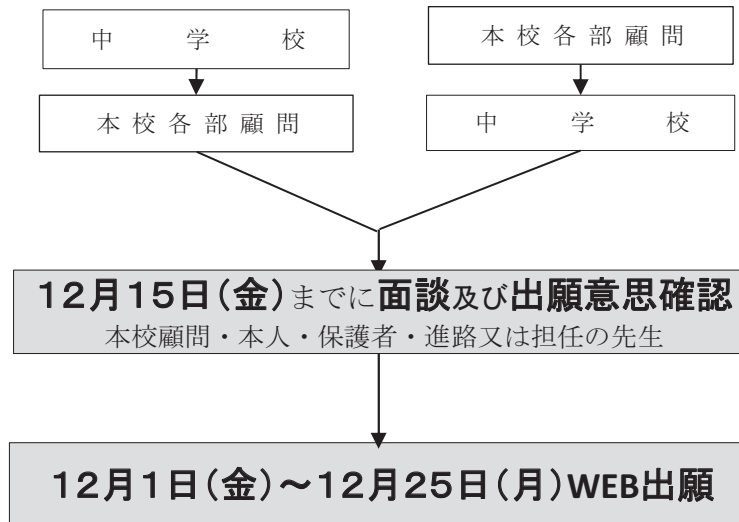 中学校
本校各部顧問
本校各部顧問
中学校
12月15日(金)までに面談及び出願意思確認
本校顧問・本人・保護者・進路又は担任の先生
12月1日(金)~12月25日(月)WEB出願